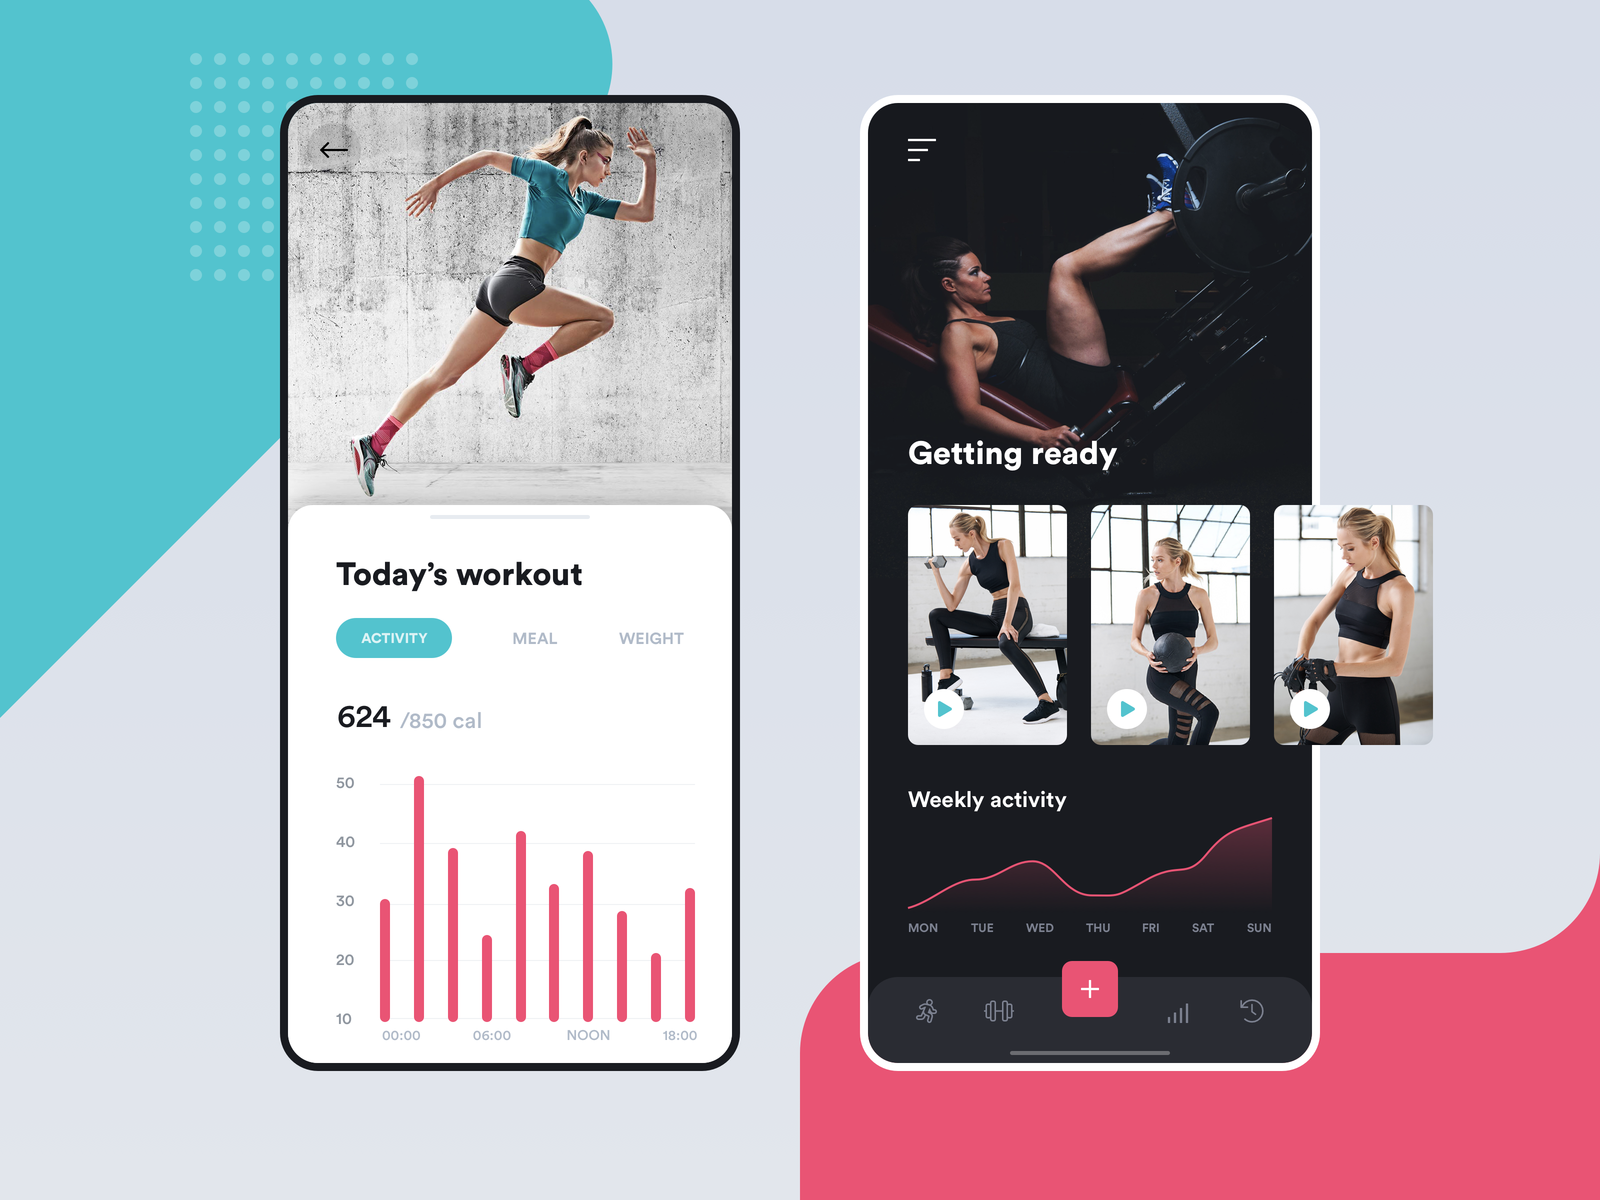 Today's workout
ACTIVITY MEAL WEIGHT
624 /850 cal
50
40
30
20
10
00:00 06:00 NOON 18:00
Getting ready
Weekly activity
MON TUE WED THU FRI SAT SUN